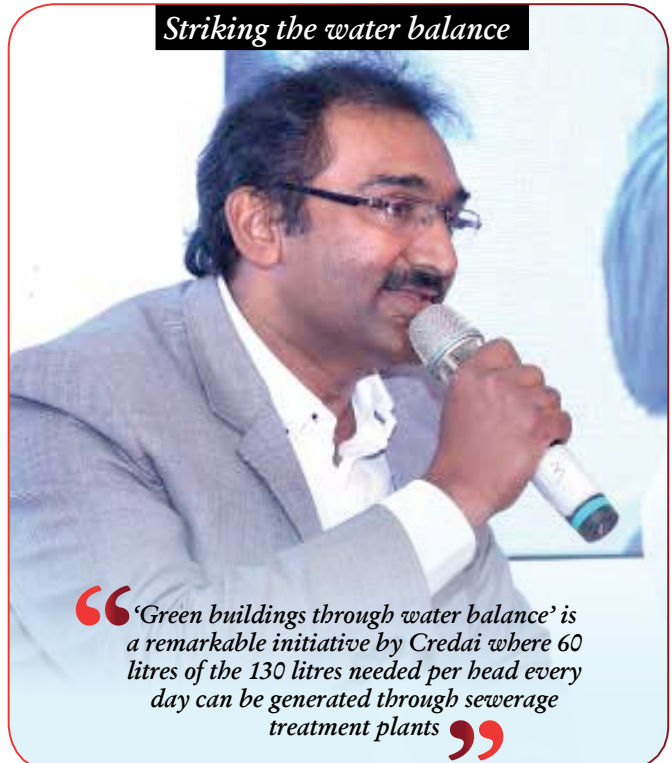 Striking the water balance
“‘Green buildings through water balance’ is
a remarkable initiative by Credai where 60
litres of the 130 litres needed per head every
day can be generated through sewerage
treatment plants ”